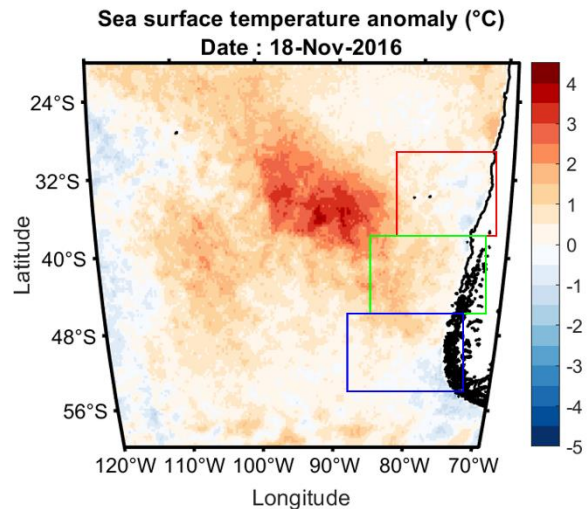 Sea surface temperature anomaly (°C)
Date : 18-Nov-2016
24°S
32°S
40°S
48°S
56°S
Latitude
120°W
110°W
100°W
90°W
80°W
70°W
Longitude
4
3
2
1
0
-1
-2
-3
-4
-5